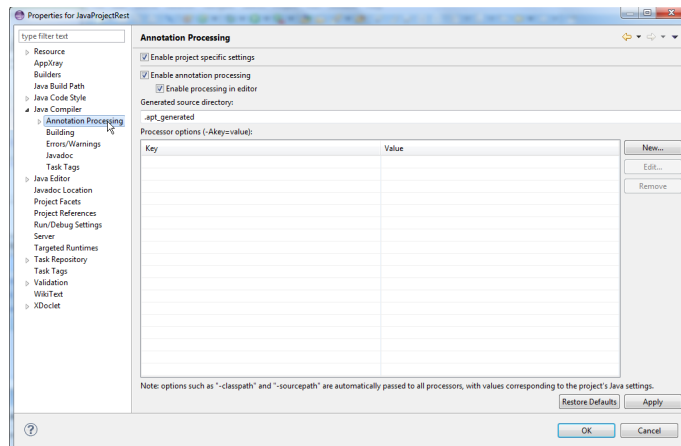 Properties for JavaProjectRest
type filter text
Annotation Processing
Resource
AppXray
Builders
Java Build Path
Java Code Style
Java Compiler
Annotation Processing
Building
Errors/Warnings
Javadoc
Task Tags
Java Editor
Javadoc Location
Project Facets
Project References
Run/Debug Settings
Server
Targeted Runtimes
Task Repository
Task Tags
Validation
WikiText
XDoclet
Enable project specific settings
Enable annotation processing
Enable processing in editor
Generated source directory:
.apt_generated
Processor options (-Akey=value):
Key Value
New...
Edit...
Remove
Note: options such as "-classpath" and "-sourcepath" are automatically passed to all processors, with values corresponding to the project's Java settings.
Restore Defaults Apply
OK Cancel